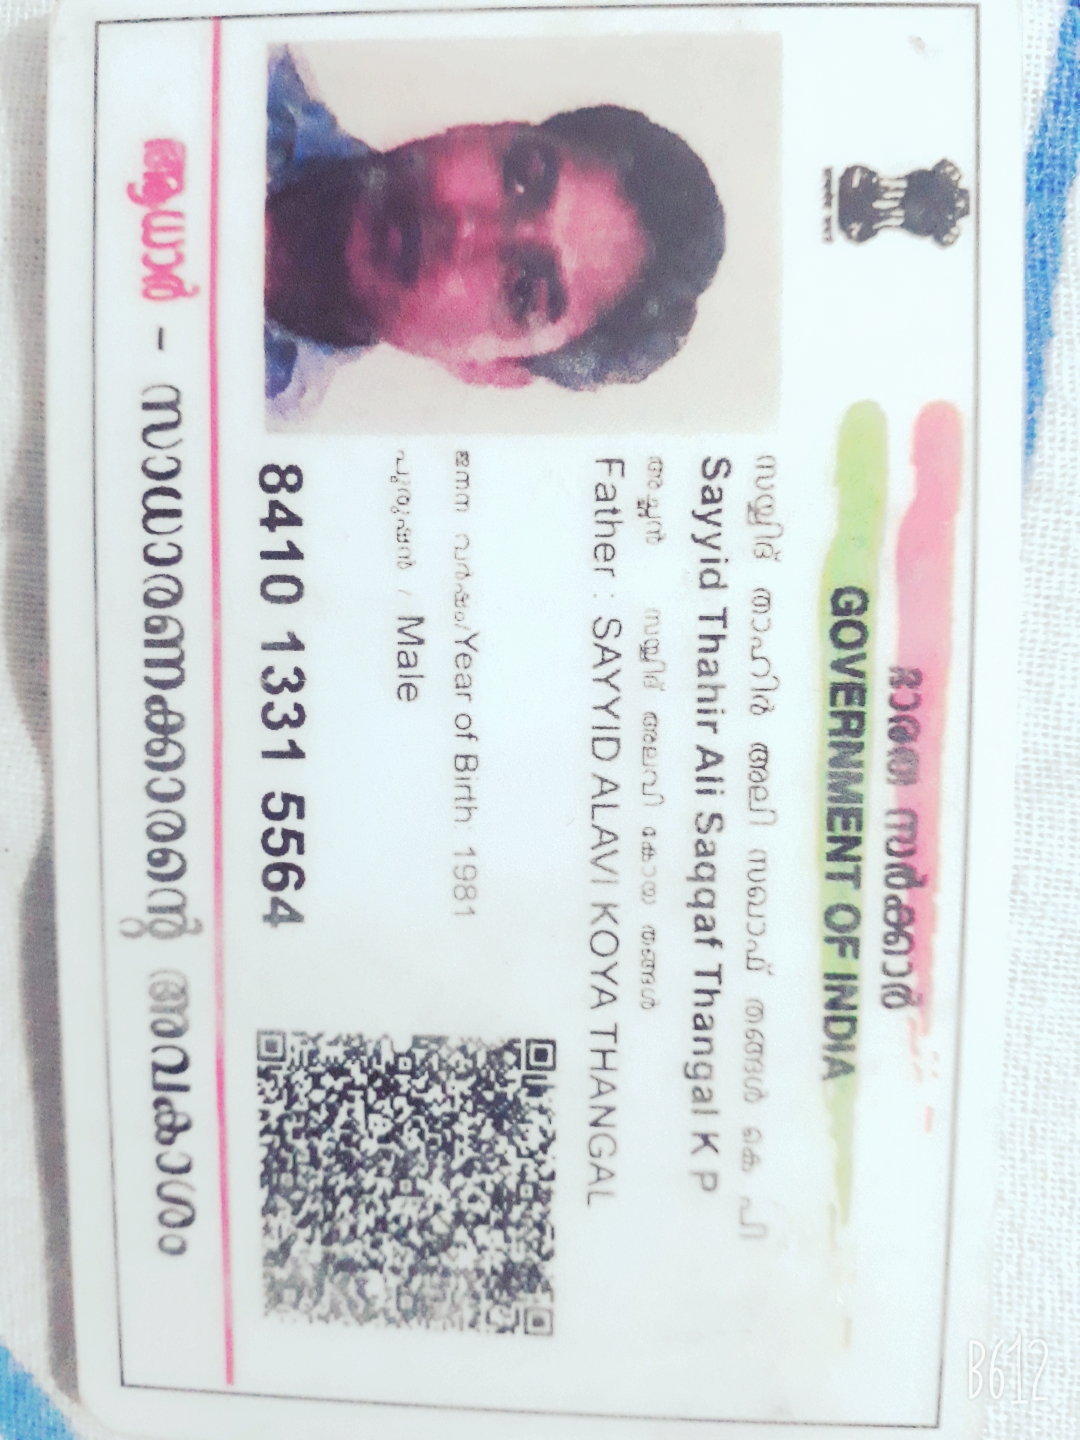 ഭാരത സർക്കാർ
GOVERNMENT OF INDIA
സയ്യിദ് താഹിർ അലി സഖാഫ് തങ്ങൾ കെ പി
Sayyid Thahir Ali Saqqaf Thangal K P
അച്ഛൻ സയ്യിദ് അലവി കോയ തങ്ങൾ
Father : SAYYID ALAVI KOYA THANGAL
ജനന വർഷം/Year of Birth: 1981
പുരുഷൻ / Male
8410 1331 5564
ആധാർ - സാധാരണക്കാരന്റെ അവകാശം
B612